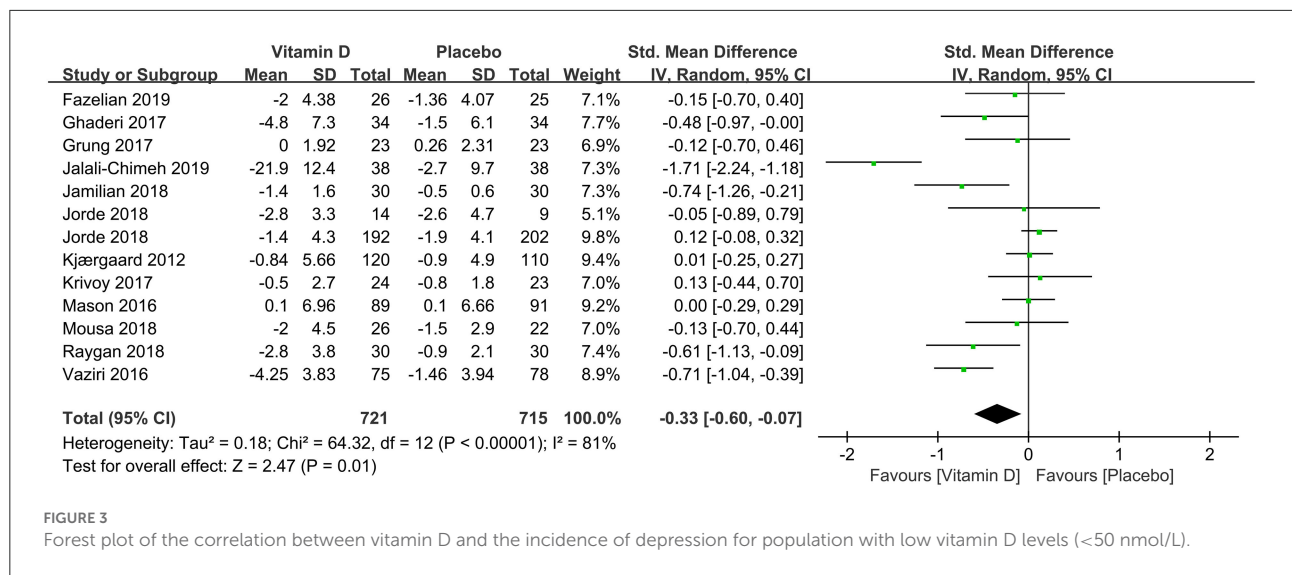 Vitamin D Placebo Std. Mean Difference Std. Mean Difference
Study or Subgroup Mean SD Total Mean SD Total Weight IV, Random, 95% CI IV, Random, 95% CI
Fazelian 2019 -2 4.38 26 -1.36 4.07 25 7.1% -0.15 [-0.70, 0.40]
Ghaderi 2017 -4.8 7.3 34 -1.5 6.1 34 7.7% -0.48 [-0.97, -0.00]
Grung 2017 0 1.92 23 0.26 2.31 23 6.9% -0.12 [-0.70, 0.46]
Jalali-Chimeh 2019 -21.9 12.4 38 -2.7 9.7 38 7.3% -1.71 [-2.24, -1.18]
Jamilian 2018 -1.4 1.6 30 -0.5 0.6 30 7.3% -0.74 [-1.26, -0.21]
Jorde 2018 -2.8 3.3 14 -2.6 4.7 9 5.1% -0.05 [-0.89, 0.79]
Jorde 2018 -1.4 4.3 192 -1.9 4.1 202 9.8% 0.12 [-0.08, 0.32]
Kjærgaard 2012 -0.84 5.66 120 -0.9 4.9 110 9.4% 0.01 [-0.25, 0.27]
Krivoy 2017 -0.5 2.7 24 -0.8 1.8 23 7.0% 0.13 [-0.44, 0.70]
Mason 2016 0.1 6.96 89 0.1 6.66 91 9.2% 0.00 [-0.29, 0.29]
Mousa 2018 -2 4.5 26 -1.5 2.9 22 7.0% -0.13 [-0.70, 0.44]
Raygan 2018 -2.8 3.8 30 -0.9 2.1 30 7.4% -0.61 [-1.13, -0.09]
Vaziri 2016 -4.25 3.83 75 -1.46 3.94 78 8.9% -0.71 [-1.04, -0.39]
Total (95% CI) 721 715 100.0% -0.33 [-0.60, -0.07]
Heterogeneity: Tau² = 0.18; Chi² = 64.32, df = 12 (P < 0.00001); I² = 81%
Test for overall effect: Z = 2.47 (P = 0.01)
-2 -1 0 1 2
Favours [Vitamin D] Favours [Placebo]
FIGURE 3
Forest plot of the correlation between vitamin D and the incidence of depression for population with low vitamin D levels (<50 nmol/L).